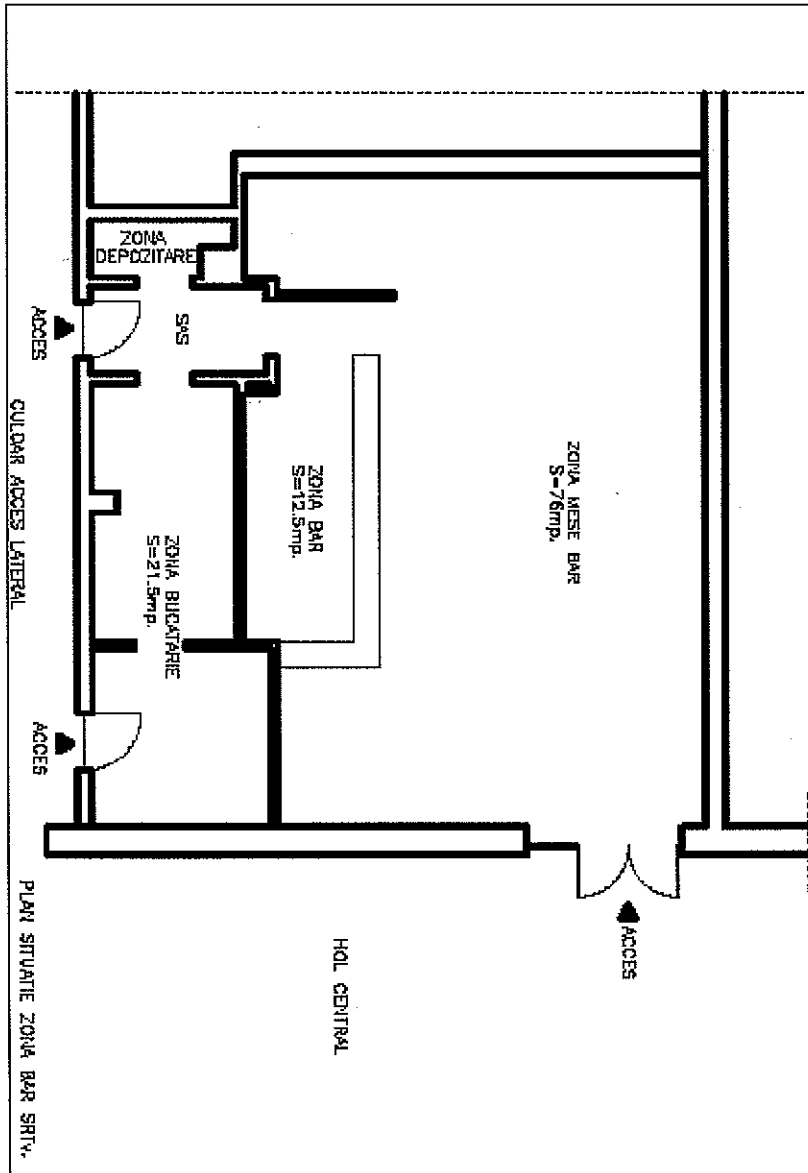 ZONA
DEPOZITARE
SAS
ACCES
CULOAR ACCES LATERAL
ZONA BAR
S=12.5mp.
ZONA MESE BAR
S=76mp.
ZONA BUCATARIE
S=21.5mp.
ACCES
ACCES
HOL CENTRAL
PLAN SITUATIE ZONA BAR SRTv.